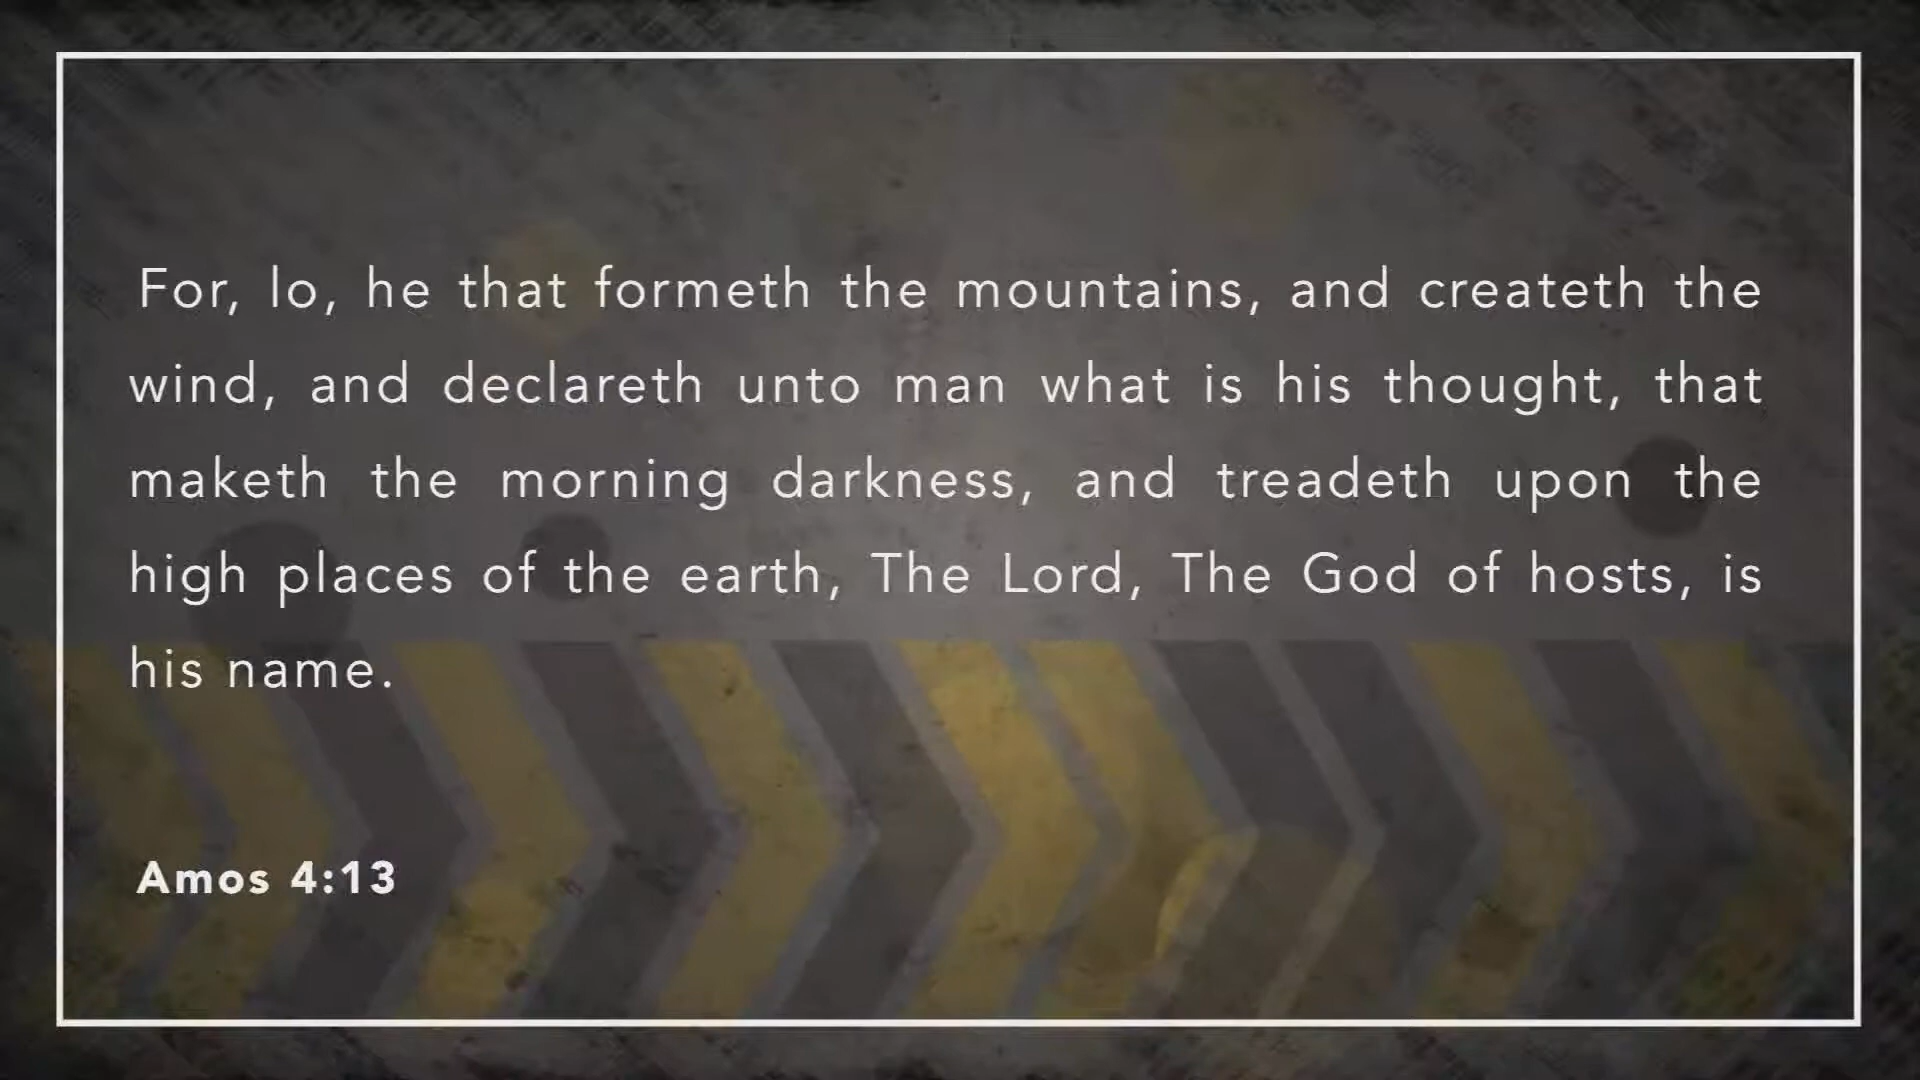 For, lo, he that formeth the mountains, and createth the
wind, and declareth unto man what is his thought, that
maketh the morning darkness, and treadeth upon the
high places of the earth, The Lord, The God of hosts, is
his name.
Amos 4:13